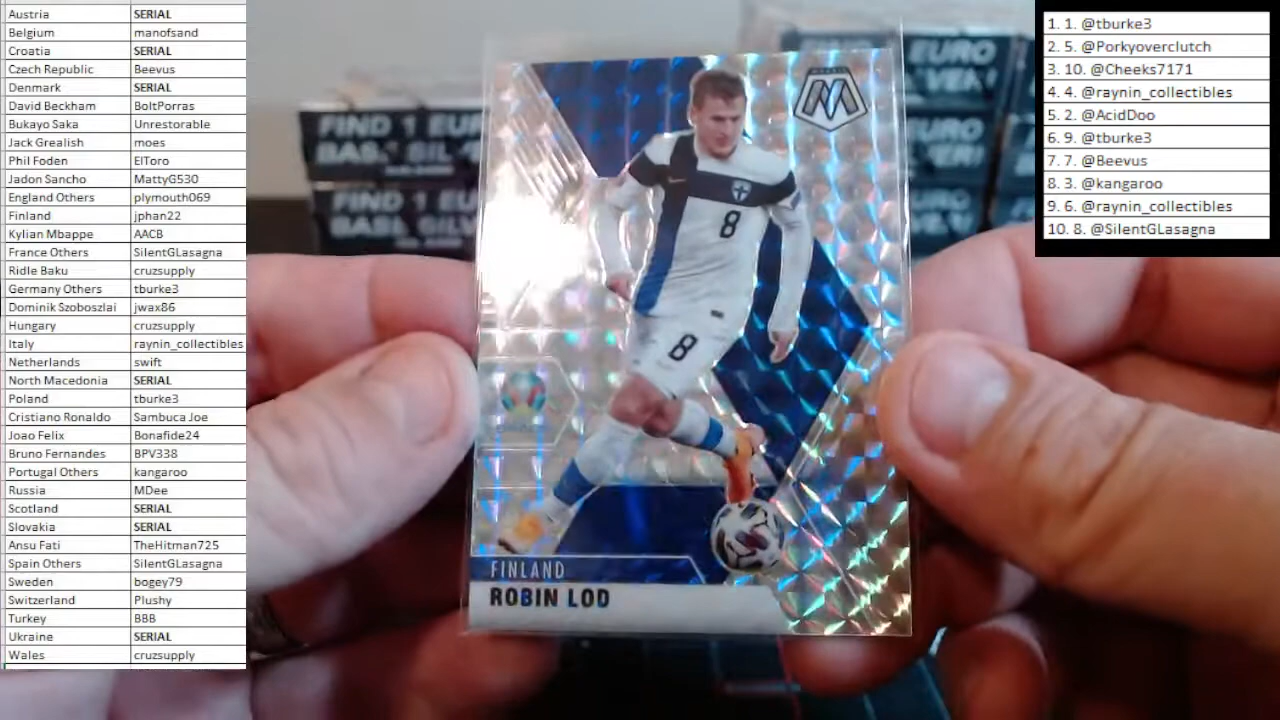 Austria SERIAL
Belgium manofsand
Croatia SERIAL
Czech Republic Beevus
Denmark SERIAL
David Beckham BoltPorras
Bukayo Saka Unrestorable
Jack Grealish moes
Phil Foden ElToro
Jadon Sancho MattyG530
England Others plymouth069
Finland jphan22
Kylian Mbappe AACB
France Others SilentGLasagna
Ridle Baku cruzsupply
Germany Others tburke3
Dominik Szoboszlai jwax86
Hungary cruzsupply
Italy raynin_collectibles
Netherlands swift
North Macedonia SERIAL
Poland tburke3
Cristiano Ronaldo Sambuca Joe
Joao Felix Bonafide24
Bruno Fernandes BPV338
Portugal Others kangaroo
Russia MDee
Scotland SERIAL
Slovakia SERIAL
Ansu Fati TheHitman725
Spain Others SilentGLasagna
Sweden bogey79
Switzerland Plushy
Turkey BBB
Ukraine SERIAL
Wales cruzsupply
FIND 1 EUR
FIND 1 EUR
EURO
EURO
8
8
FINLAND
ROBIN LOD
1. 1. @tburke3
2. 5. @Porkyoverclutch
3. 10. @Cheeks7171
4. 4. @raynin_collectibles
5. 2. @AcidDoo
6. 9. @tburke3
7. 7. @Beevus
8. 3. @kangaroo
9. 6. @raynin_collectibles
10. 8. @SilentGLasagna